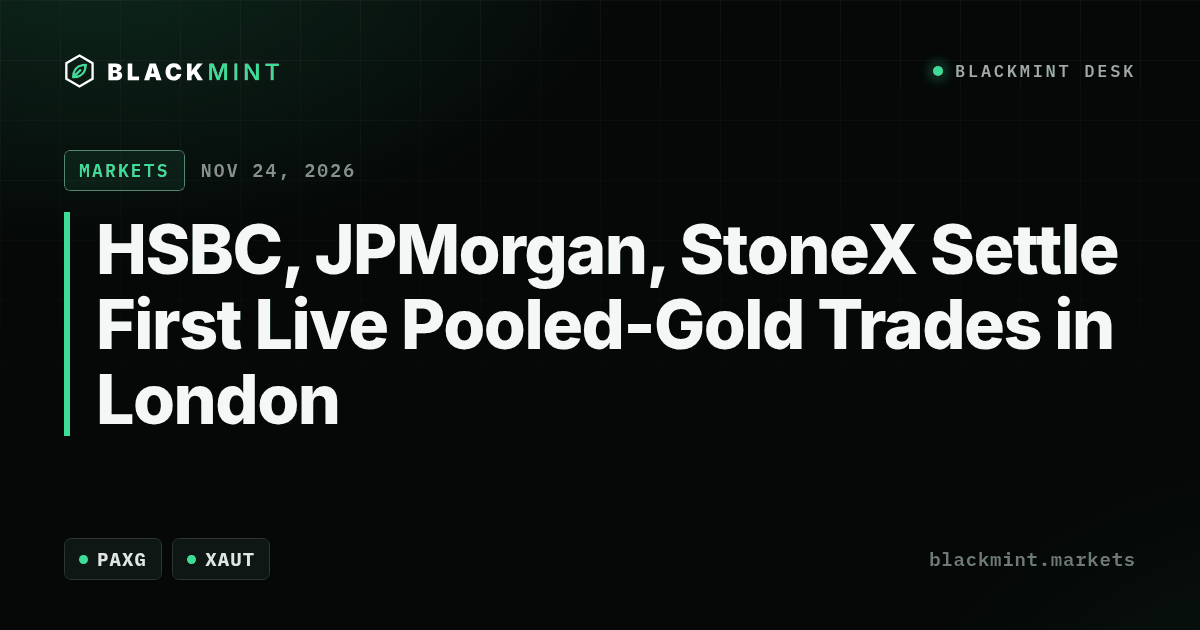 BLACKMINT
BLACKMINT DESK
MARKETS
NOV 24, 2026
HSBC, JPMorgan, StoneX Settle
First Live Pooled-Gold Trades in
London
PAXG
XAUT
blackmint.markets